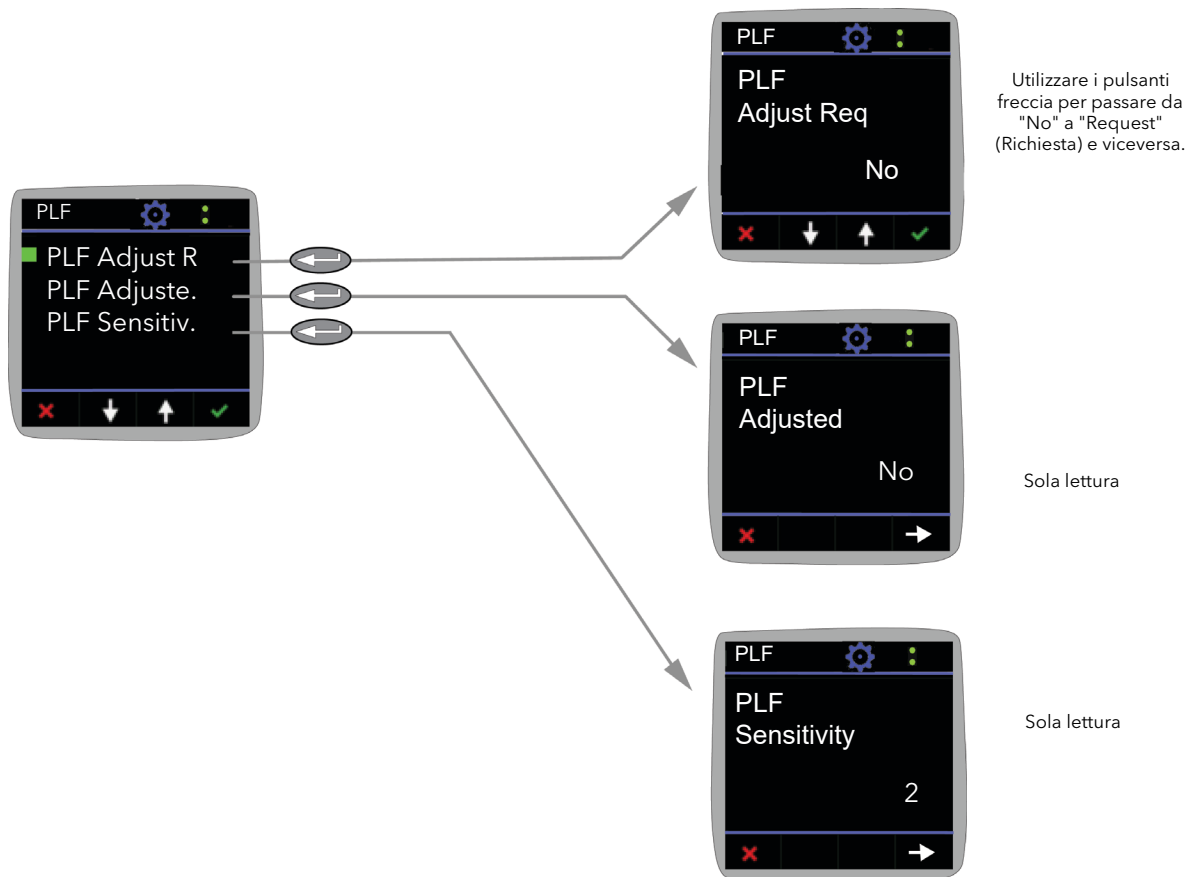 PLF
PLF Adjust R
PLF Adjuste.
PLF Sensitiv.
PLF
PLF
Adjust Req
No
Utilizzare i pulsanti
freccia per passare da
"No" a "Request"
(Richiesta) e viceversa.
PLF
PLF
Adjusted
No
Sola lettura
PLF
PLF
Sensitivity
2
Sola lettura